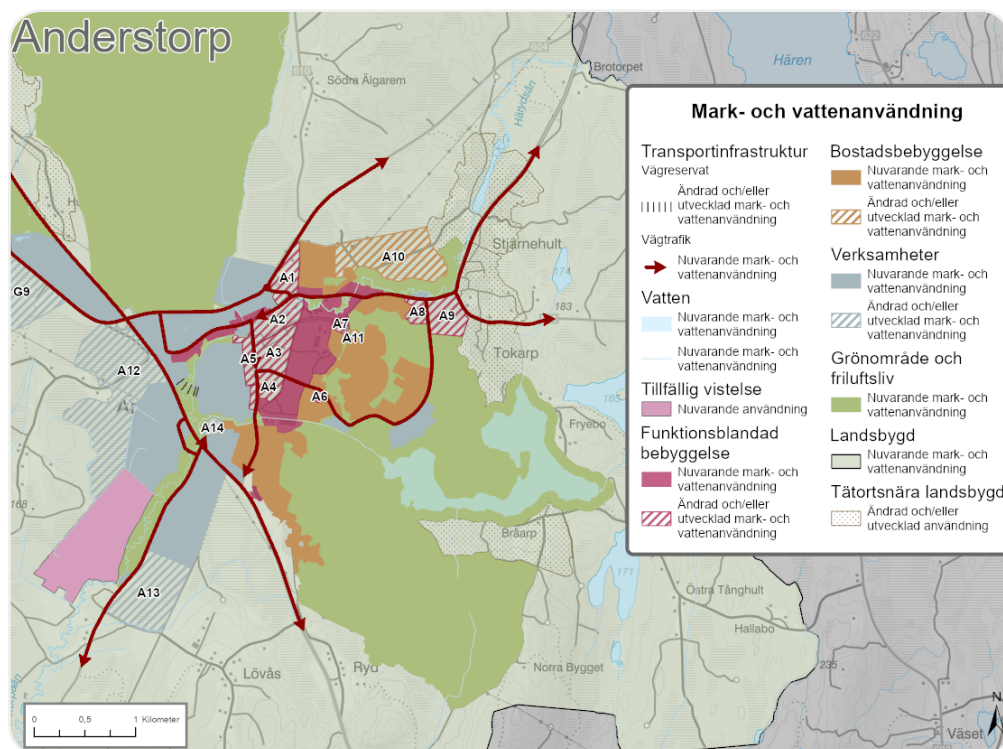 Anderstorp
604
622
610
Hären
Södra Älgarem
Brotorpet
Härydsån
Stjärnehult
174
183
G9
A1
A10
A2
A7
A8
A9
A11
A3
A5
A12
A4
A6
Tokarp
165
Fryebo
A14
168
Bråarp
171
A13
Östra Tånghult
Hallabo
Lövås
Ryd
Norra Bygget
235
Väset
N
0 0,5 1 Kilometer
Mark- och vattenanvändning
Transportinfrastruktur
Vägreservat
Ändrad och/eller
utvecklad mark- och
vattenanvändning
Vägtrafik
Nuvarande mark- och
vattenanvändning
Vatten
Nuvarande mark- och
vattenanvändning
Nuvarande mark- och
vattenanvändning
Tillfällig vistelse
Nuvarande användning
Funktionsblandad
bebyggelse
Nuvarande mark- och
vattenanvändning
Ändrad och/eller
utvecklad mark- och
vattenanvändning
Bostadsbebyggelse
Nuvarande mark- och
vattenanvändning
Ändrad och/eller
utvecklad mark- och
vattenanvändning
Verksamheter
Nuvarande mark- och
vattenanvändning
Ändrad och/eller
utvecklad mark- och
vattenanvändning
Grönområde och
friluftsliv
Nuvarande mark- och
vattenanvändning
Landsbygd
Nuvarande mark- och
vattenanvändning
Tätortsnära landsbygd
Ändrad och/eller
utvecklad användning